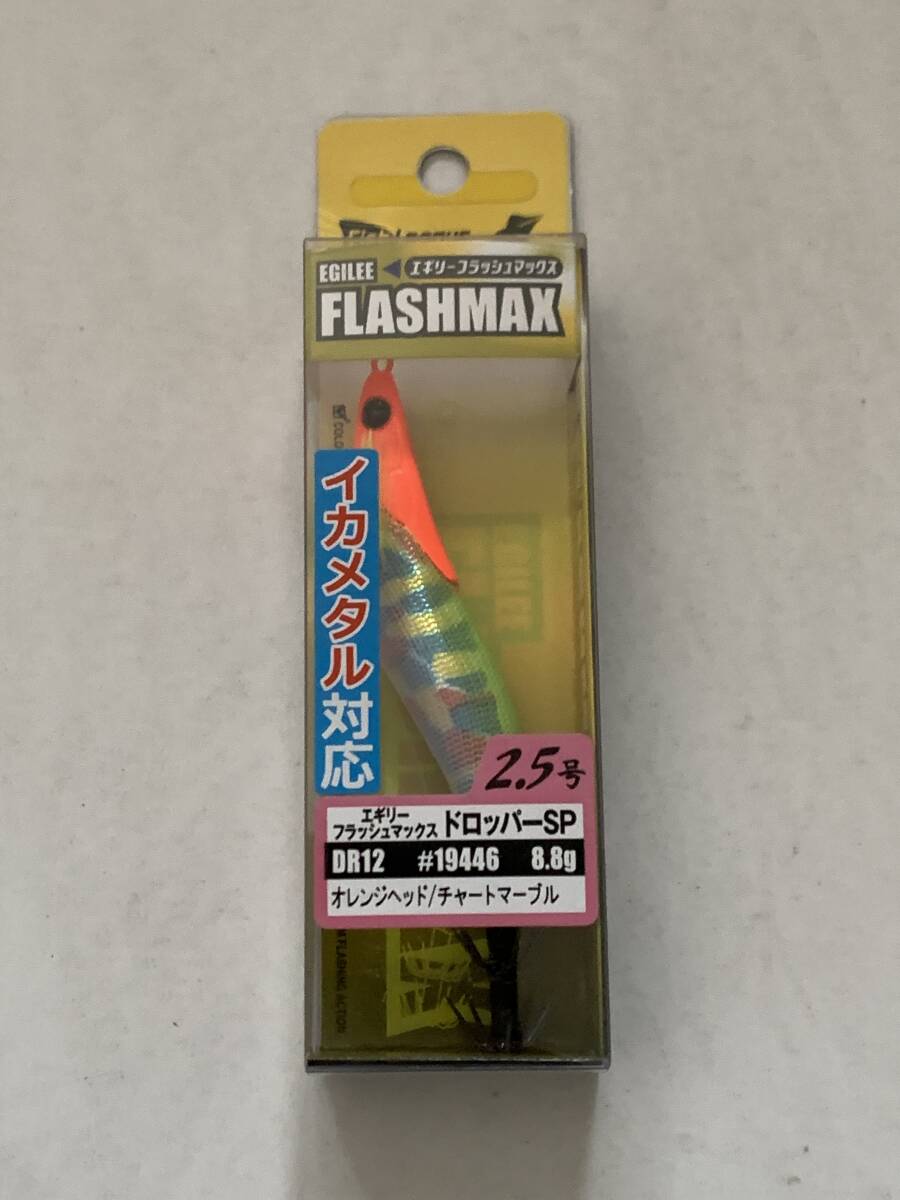 EGILEE エギリーフラッシュマックス
FLASHMAX
イカメタル対応
2.5号
エギリー
フラッシュマックス ドロッパーSP
DR12 #19446 8.8g
オレンジヘッド/チャートマーブル
FLASHING ACTION